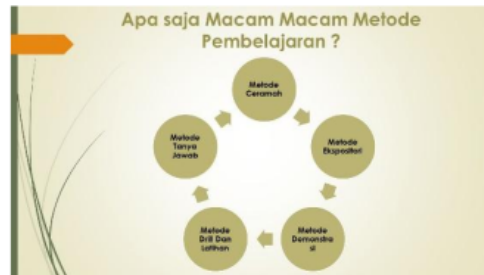 Apa saja Macam Macam Metode
Pembelajaran ?
Metode
Ceramah
Metode
Ekspositori
Metode
Demonstra
si
Metode
Drill Dan
Latihan
Metode
Tanya
Jawab